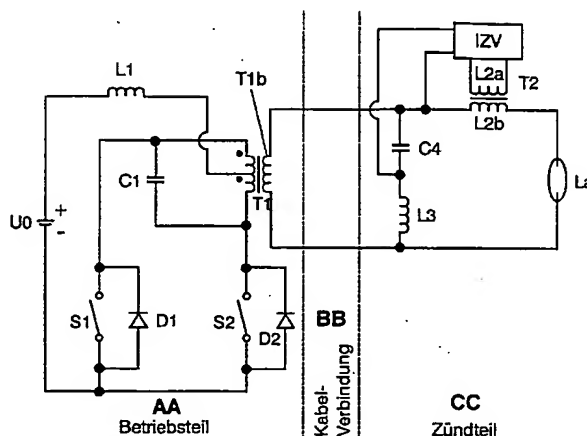 IZV
L1
T1b
L2a
T2
L2b
C4
C1
T1
U0
+
-
L3
S1
D1
S2
D2
BB
Kabel-
Verbindung
AA
Betriebsteil
CC
Zündteil